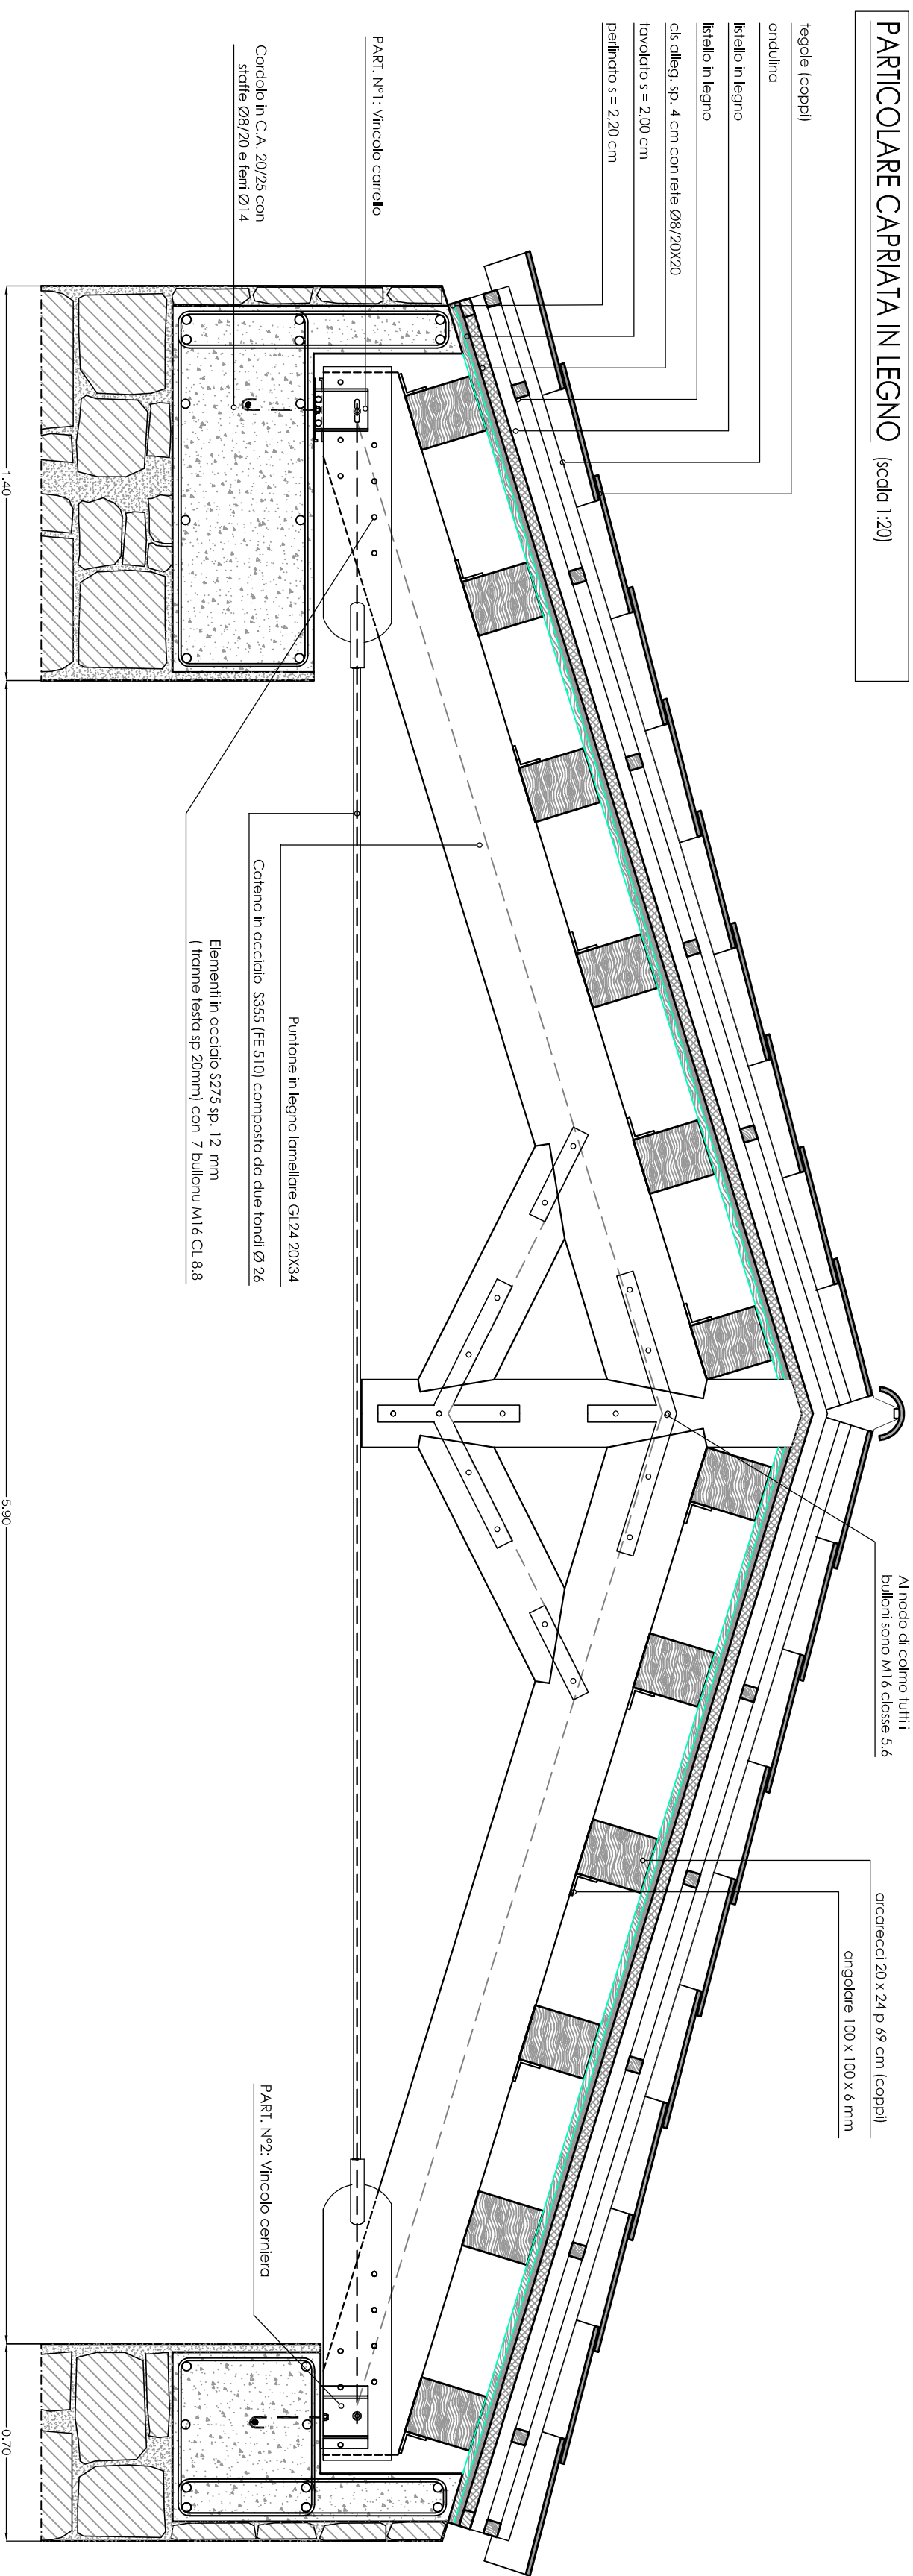 PARTICOLARE CAPRIATA IN LEGNO (scala 1:20)
tegole (coppi)
ondulina
listello in legno
listello in legno
cls alleg. sp. 4 cm con rete Ø8/20X20
tavolato s = 2,00 cm
perlinato s = 2,20 cm
PART. N°1: Vincolo carrello
Cordolo in C.A. 20/25 con
staffe Ø8/20 e ferri Ø14
Al nodo di colmo tutti i
bulloni sono M16 classe 5.6
arcarecci 20 x 24 p 69 cm (coppi)
angolare 100 x 100 x 6 mm
Puntone in legno lamellare GL24 20X34
Catena in acciaio S355 (FE 510) composta da due tondi Ø 26
Elementi in acciaio S275 sp. 12 mm
( tranne testa sp 20mm) con 7 bullonu M16 CL 8.8
PART. N°2: Vincolo cerniera
1.40
5.90
0.70